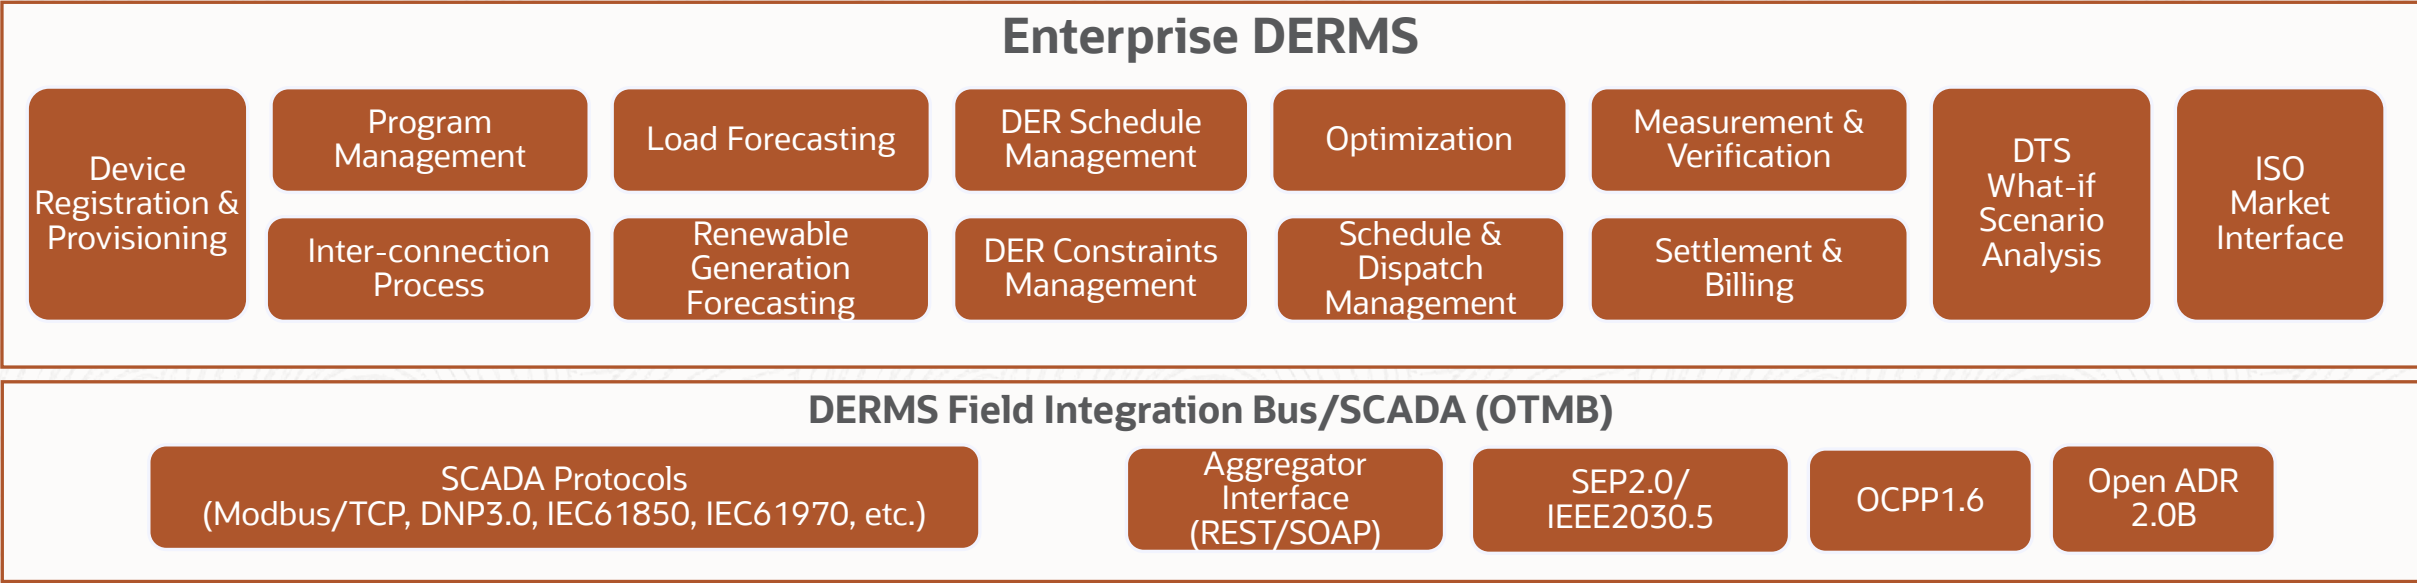 Enterprise DERMS
Device
Registration &
Provisioning
Program
Management
Inter-connection
Process
Load Forecasting
Renewable
Generation
Forecasting
DER Schedule
Management
DER Constraints
Management
Optimization
Schedule &
Dispatch
Management
Measurement &
Verification
Settlement &
Billing
DTS
What-if
Scenario
Analysis
ISO
Market
Interface
DERMS Field Integration Bus/SCADA (OTMB)
SCADA Protocols
(Modbus/TCP, DNP3.0, IEC61850, IEC61970, etc.)
Aggregator
Interface
(REST/SOAP)
SEP2.0/
IEEE2030.5
OCPP1.6
Open ADR
2.0B